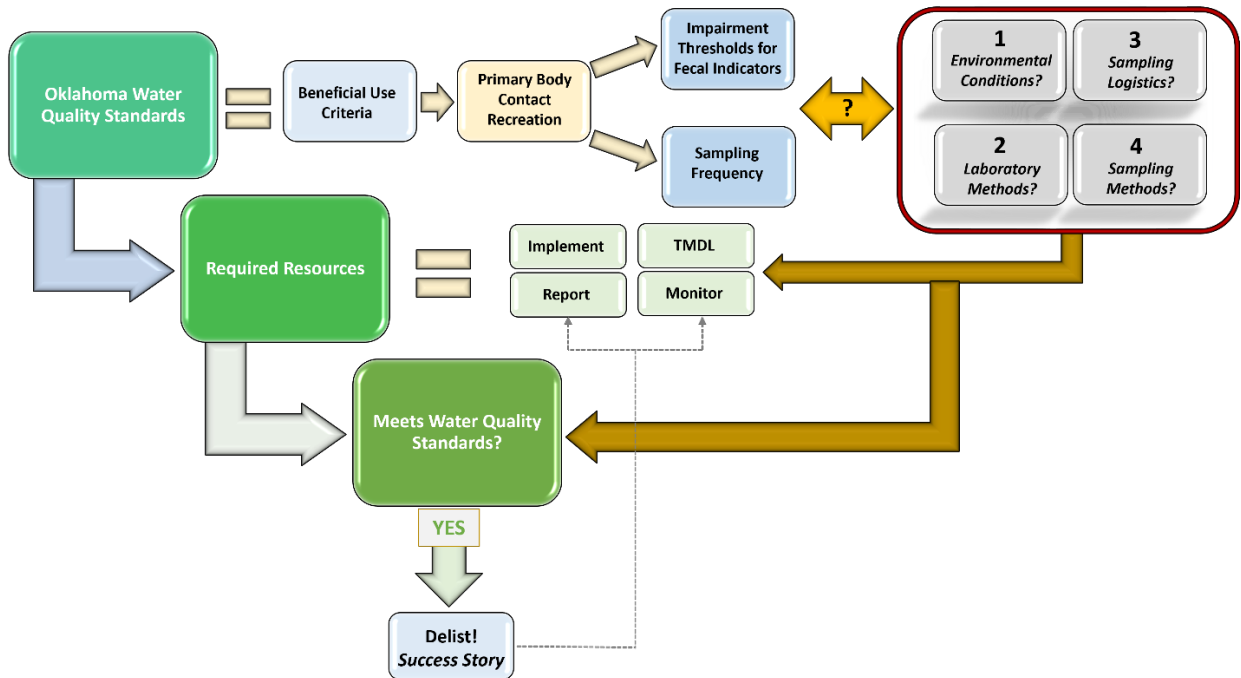 Oklahoma Water
Quality Standards
Beneficial Use
Criteria
Primary Body
Contact
Recreation
Impairment
Thresholds for
Fecal Indicators
Sampling
Frequency
?
1
Environmental
Conditions?
3
Sampling
Logistics?
2
Laboratory
Methods?
4
Sampling
Methods?
Required Resources
Implement
TMDL
Report
Monitor
Meets Water Quality
Standards?
YES
Delist!
Success Story